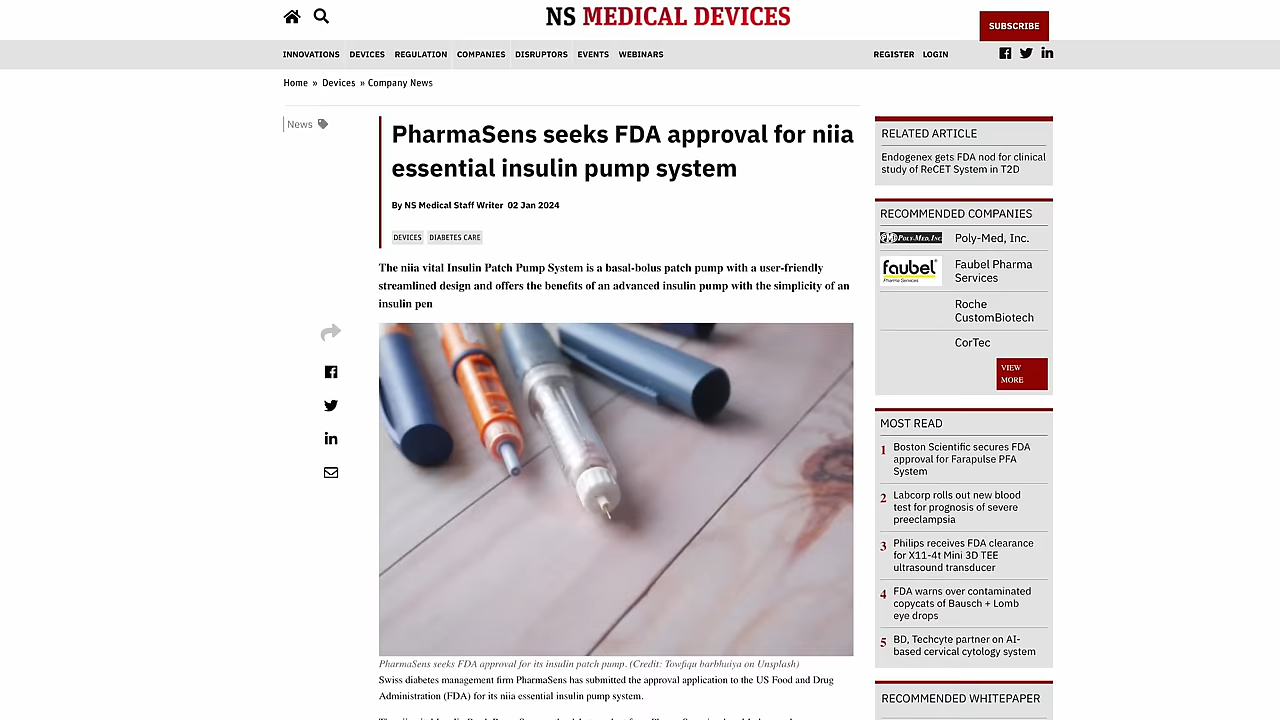 NS MEDICAL DEVICES
SUBSCRIBE
INNOVATIONS DEVICES REGULATION COMPANIES DISRUPTORS EVENTS WEBINARS REGISTER LOGIN
Home » Devices » Company News
News
PharmaSens seeks FDA approval for niia
essential insulin pump system
By NS Medical Staff Writer 02 Jan 2024
DEVICES DIABETES CARE
The niia vital Insulin Patch Pump System is a basal-bolus patch pump with a user-friendly
streamlined design and offers the benefits of an advanced insulin pump with the simplicity of an
insulin pen
PharmaSens seeks FDA approval for its insulin patch pump. (Credit: Towfiqu barbhuiya on Unsplash)
Swiss diabetes management firm PharmaSens has submitted the approval application to the US Food and Drug
Administration (FDA) for its niia essential insulin pump system.
RELATED ARTICLE
Endogenex gets FDA nod for clinical
study of ReCET System in T2D
RECOMMENDED COMPANIES
POLY-MED, INC.
Poly-Med, Inc.
faubel
Pharma Services
Faubel Pharma
Services
Roche
CustomBiotech
CorTec
VIEW
MORE
MOST READ
1 Boston Scientific secures FDA
approval for Farapulse PFA
System
2 Labcorp rolls out new blood
test for prognosis of severe
preeclampsia
3 Philips receives FDA clearance
for X11-4t Mini 3D TEE
ultrasound transducer
4 FDA warns over contaminated
copycats of Bausch + Lomb
eye drops
5 BD, Techcyte partner on AI-
based cervical cytology system
RECOMMENDED WHITEPAPER